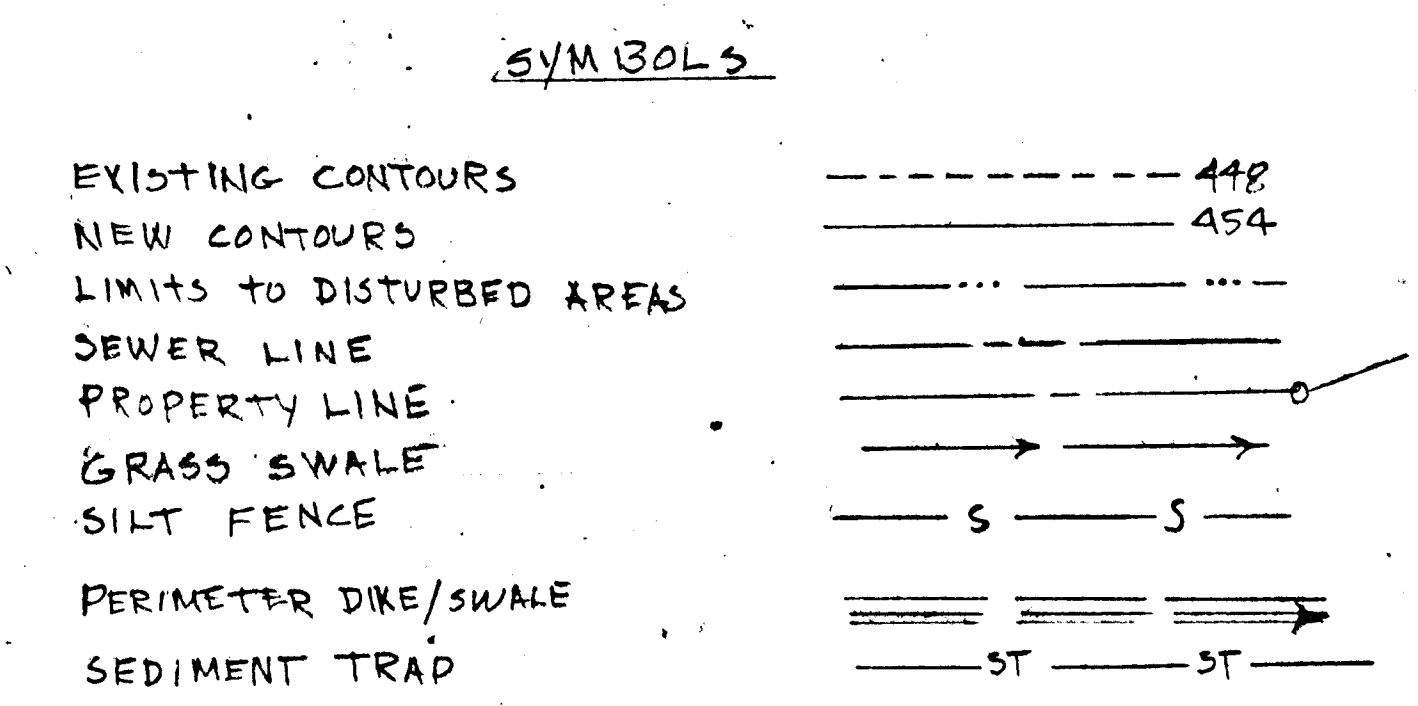 SYMBOLS
EXISTING CONTOURS 448
NEW CONTOURS 454
LIMITS TO DISTURBED AREAS
SEWER LINE
PROPERTY LINE
GRASS SWALE
SILT FENCE S S
PERIMETER DIKE/SWALE
SEDIMENT TRAP ST ST